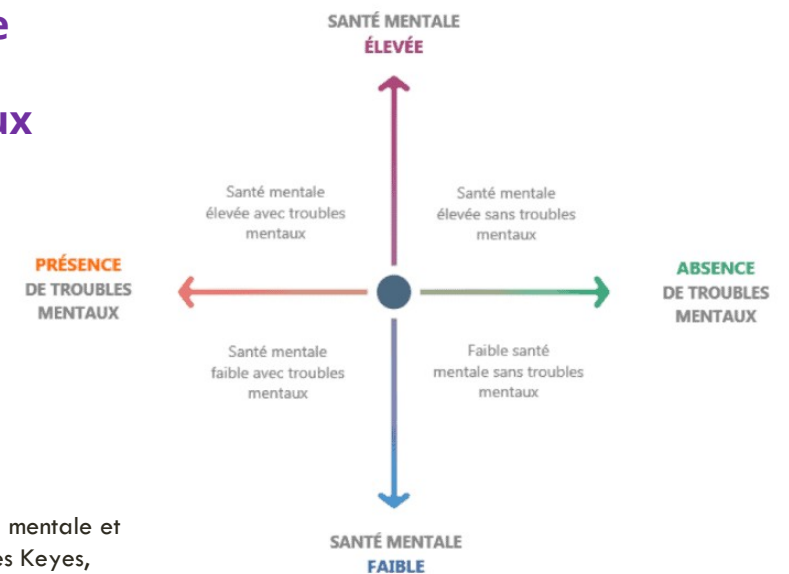 SANTÉ MENTALE
ÉLEVÉE
Santé mentale
élevée avec troubles
mentaux
Santé mentale
élevée sans troubles
mentaux
PRÉSENCE
DE TROUBLES
MENTAUX
ABSENCE
DE TROUBLES
MENTAUX
Santé mentale
faible avec troubles
mentaux
Faible santé
mentale sans troubles
mentaux
mentale et
Keyes,
SANTÉ MENTALE
FAIBLE